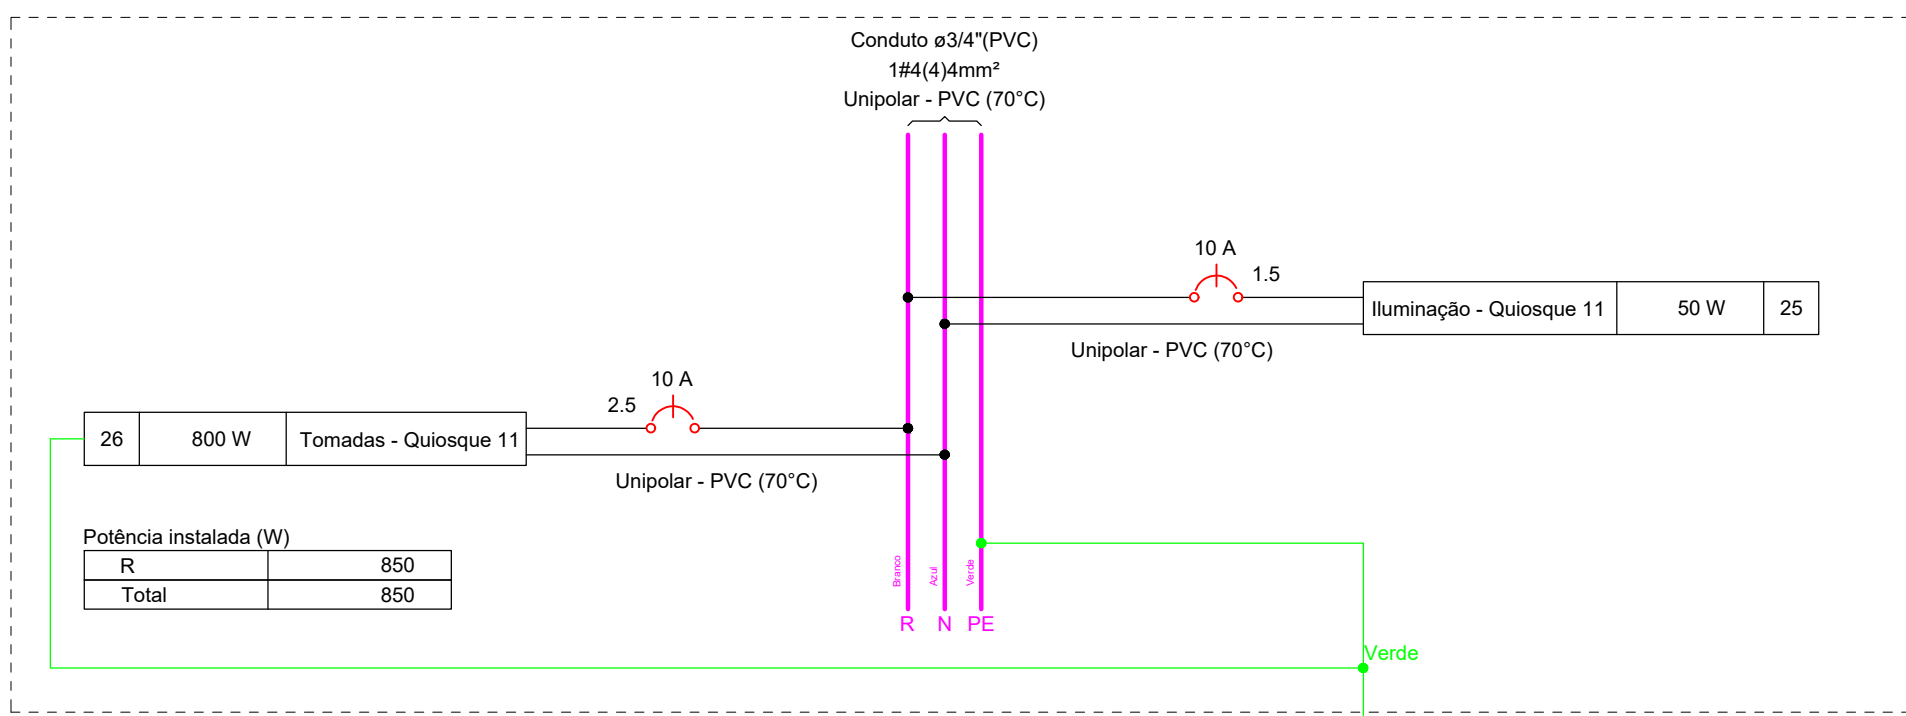 Conduto ø3/4"(PVC)
1#4(4)4mm²
Unipolar - PVC (70°C)
10 A
1.5
Iluminação - Quiosque 11 50 W 25
Unipolar - PVC (70°C)
10 A
2.5
26 800 W Tomadas - Quiosque 11
Unipolar - PVC (70°C)
Potência instalada (W)
R 850
Total 850
Branco
Azul
Verde
R N PE
Verde